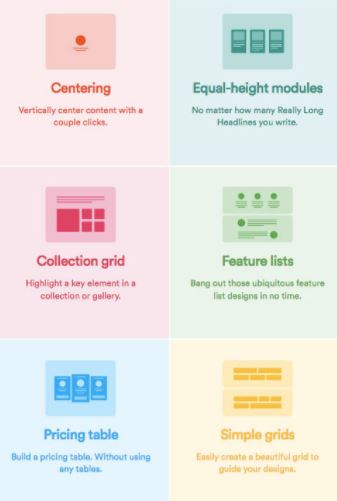 Centering
Vertically center content with a
couple clicks.
Equal-height modules
No matter how many Really Long
Headlines you write.
Collection grid
Highlight a key element in a
collection or gallery.
Feature lists
Bang out those ubiquitous feature
list designs in no time.
Pricing table
Build a pricing table. Without using
any tables.
Simple grids
Easily create a beautiful grid to
guide your designs.